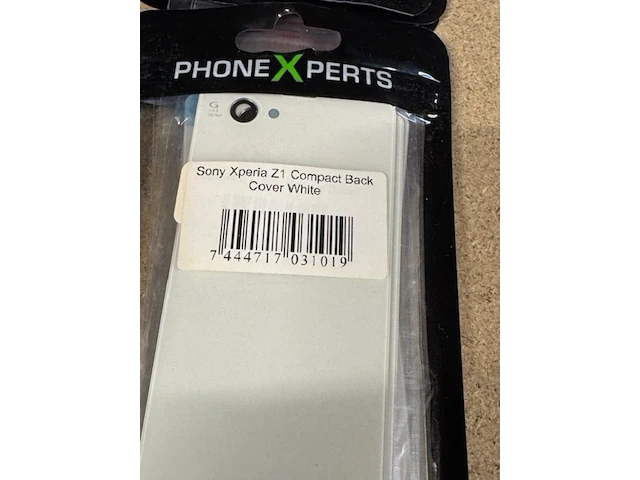 PHONEXPERTS
G
Sony Xperia Z1 Compact Back
Cover White
7 444717 031019